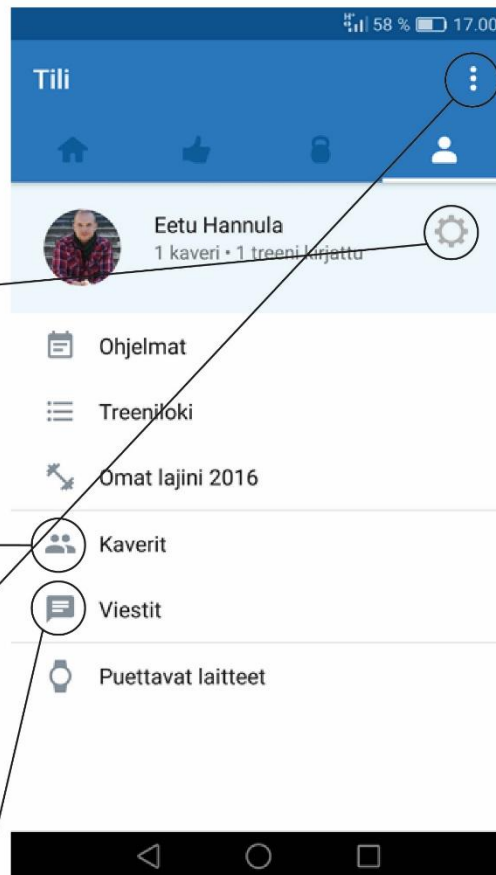 58 % 17.00
Tili
Eetu Hannula
1 kaveri • 1 treeni kirjattu
Ohjelmat
Treeniloki
Omat lajini 2016
Kaverit
Viestit
Puettavat laitteet